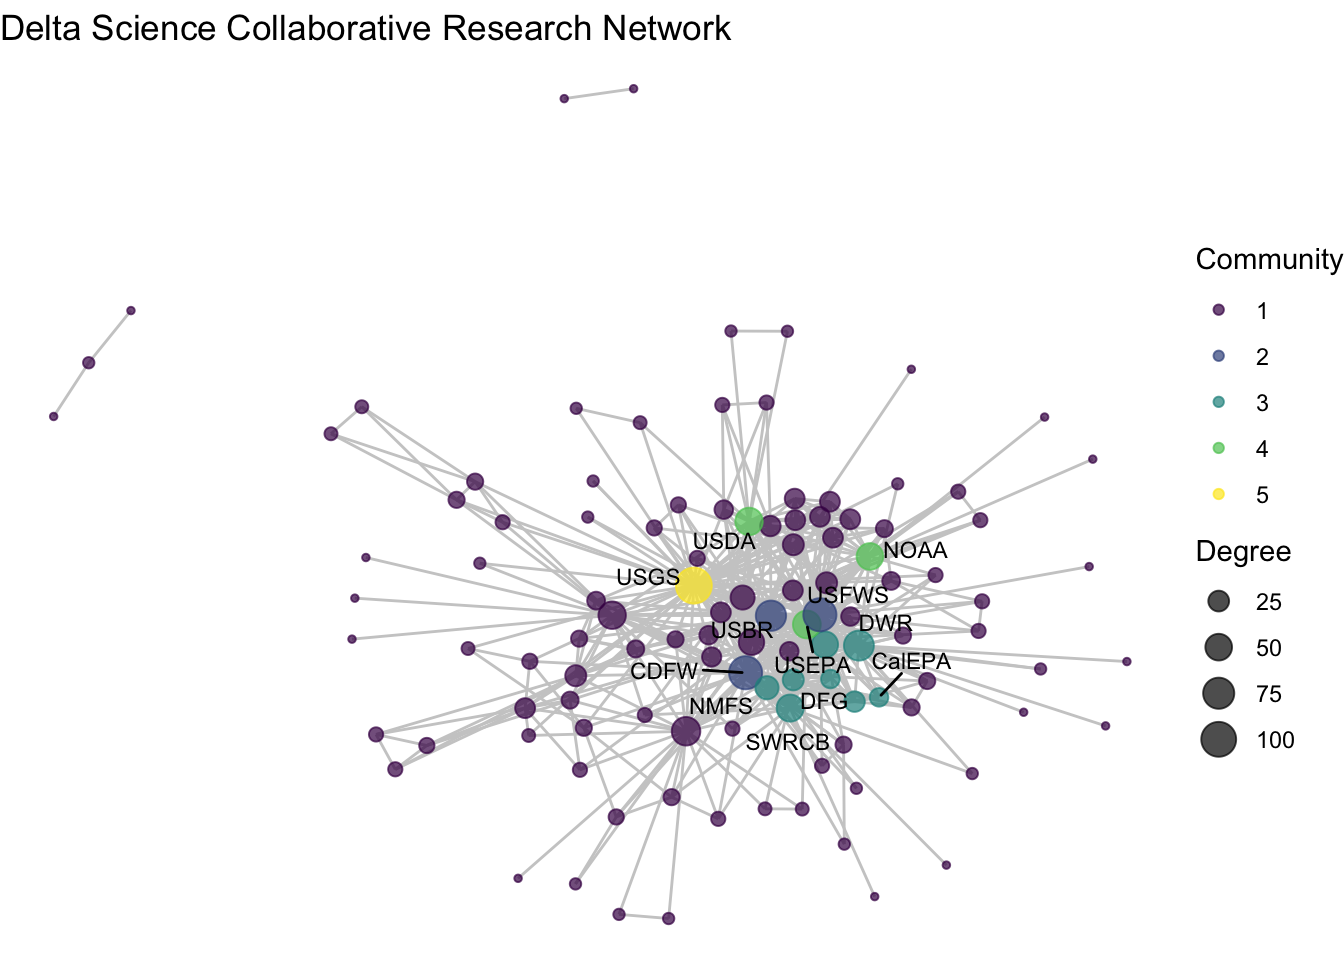 Delta Science Collaborative Research Network
Community
1
2
3
4
5
Degree
25
50
75
100
USDA
NOAA
USGS
USFWS
USBR
DWR
USEPA
CalEPA
CDFW
NMFS
DFG
SWRCB